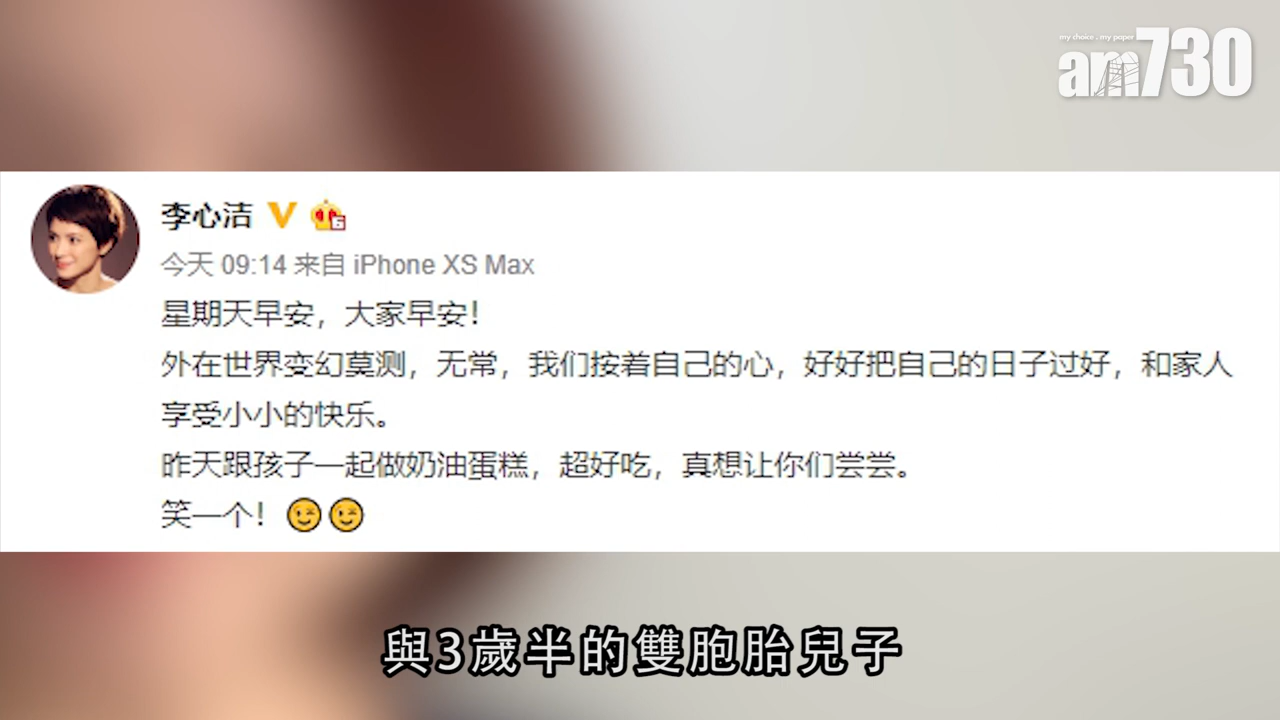 my choice . my paper
am730
李心洁
6
今天 09:14 来自 iPhone XS Max
星期天早安，大家早安！
外在世界变幻莫测，无常，我们按着自己的心，好好把自己的日子过好，和家人
享受小小的快乐。
昨天跟孩子一起做奶油蛋糕，超好吃，真想让你们尝尝。
笑一个！😉😉
與3歲半的雙胞胎兒子